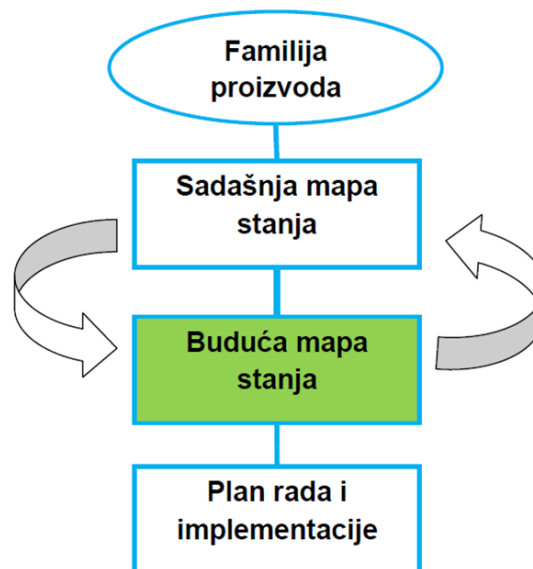 Familija
proizvoda
Sadašnja mapa
stanja
Buduća mapa
stanja
Plan rada i
implementacije